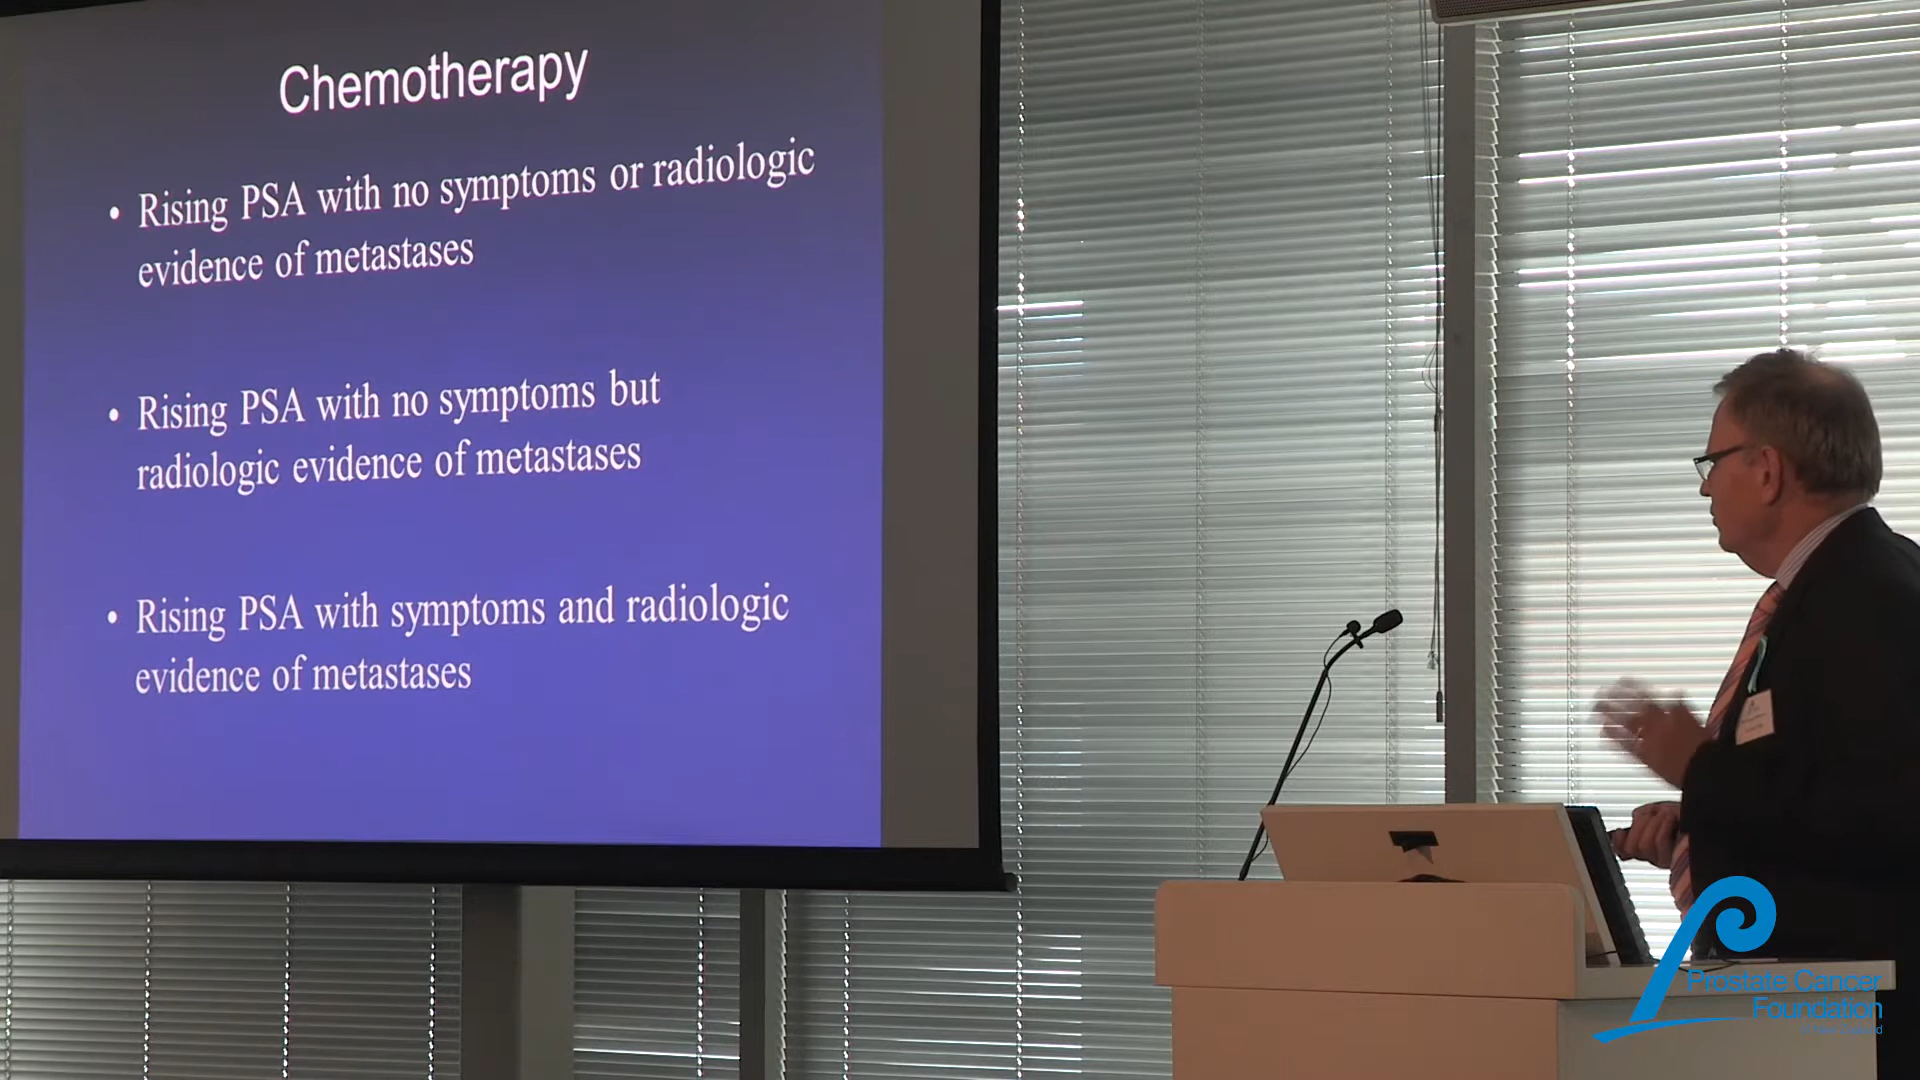 Chemotherapy
• Rising PSA with no symptoms or radiologic
evidence of metastases
• Rising PSA with no symptoms but
radiologic evidence of metastases
• Rising PSA with symptoms and radiologic
evidence of metastases
Prostate Cancer
Foundation